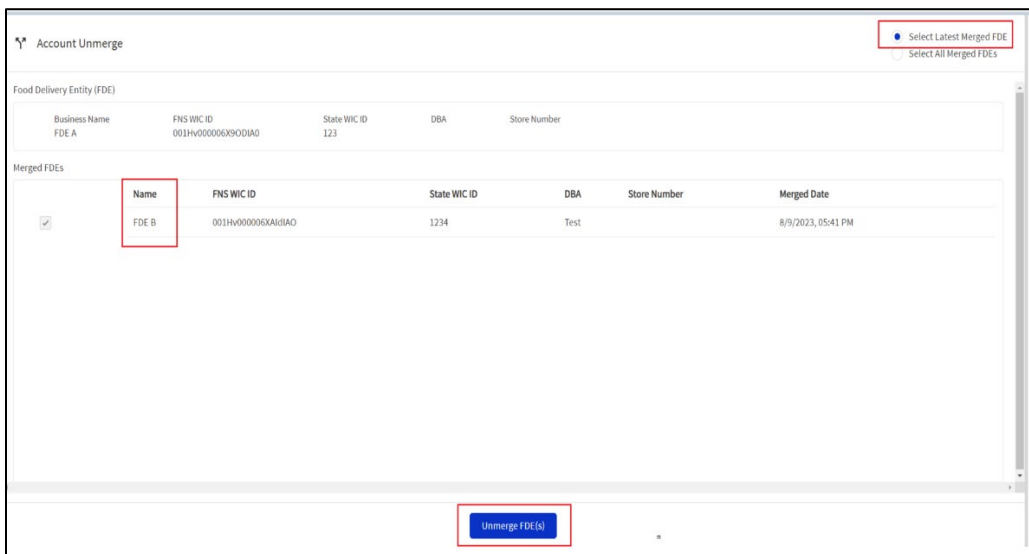 Account Unmerge
Select Latest Merged FDE
Select All Merged FDEs
Food Delivery Entity (FDE)
Business Name FNS WIC ID State WIC ID DBA Store Number
FDE A 001Hv000006X9ODIA0 123
Merged FDEs
Name FNS WIC ID State WIC ID DBA Store Number Merged Date
FDE B 001Hv000006XAIdIAO 1234 Test 8/9/2023, 05:41 PM
Unmerge FDE(s)